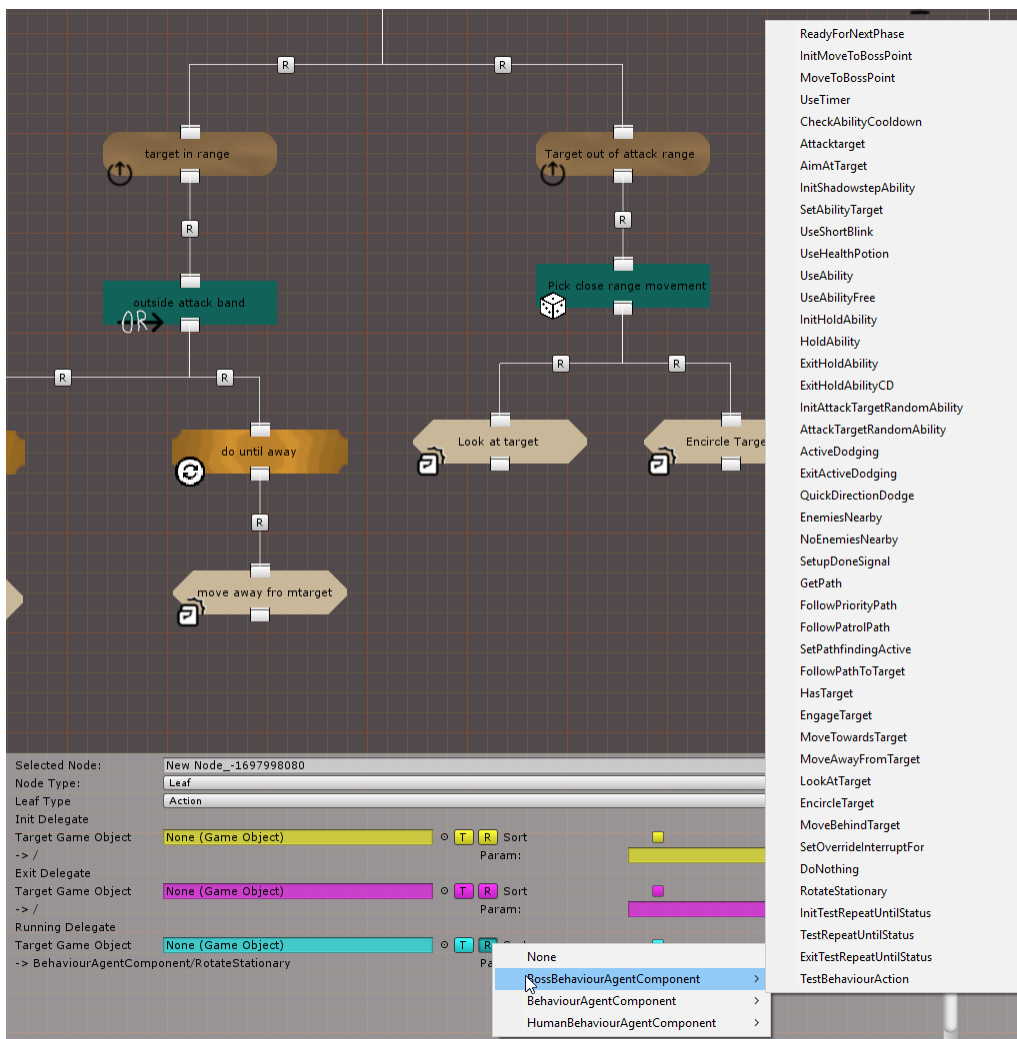 R
R
target in range
Target out of attack range
R
R
outside attack band
OR
Pick close range movement
R
R
R
R
do until away
Look at target
Encircle Targe
R
move away fro mtarget
Selected Node:
New Node_-1697998080
Node Type:
Leaf
Leaf Type
Action
Init Delegate
Target Game Object
None (Game Object)
T
R
Sort
-> /
Param:
Exit Delegate
Target Game Object
None (Game Object)
T
R
Sort
-> /
Param:
Running Delegate
Target Game Object
None (Game Object)
T
R
-> BehaviourAgentComponent/RotateStationary
Pa
None
BossBehaviourAgentComponent
BehaviourAgentComponent
HumanBehaviourAgentComponent
ReadyForNextPhase
InitMoveToBossPoint
MoveToBossPoint
UseTimer
CheckAbilityCooldown
Attacktarget
AimAtTarget
InitShadowstepAbility
SetAbilityTarget
UseShortBlink
UseHealthPotion
UseAbility
UseAbilityFree
InitHoldAbility
HoldAbility
ExitHoldAbility
ExitHoldAbilityCD
InitAttackTargetRandomAbility
AttackTargetRandomAbility
ActiveDodging
ExitActiveDodging
QuickDirectionDodge
EnemiesNearby
NoEnemiesNearby
SetupDoneSignal
GetPath
FollowPriorityPath
FollowPatrolPath
SetPathfindingActive
FollowPathToTarget
HasTarget
EngageTarget
MoveTowardsTarget
MoveAwayFromTarget
LookAtTarget
EncircleTarget
MoveBehindTarget
SetOverrideInterruptFor
DoNothing
RotateStationary
InitTestRepeatUntilStatus
TestRepeatUntilStatus
ExitTestRepeatUntilStatus
TestBehaviourAction